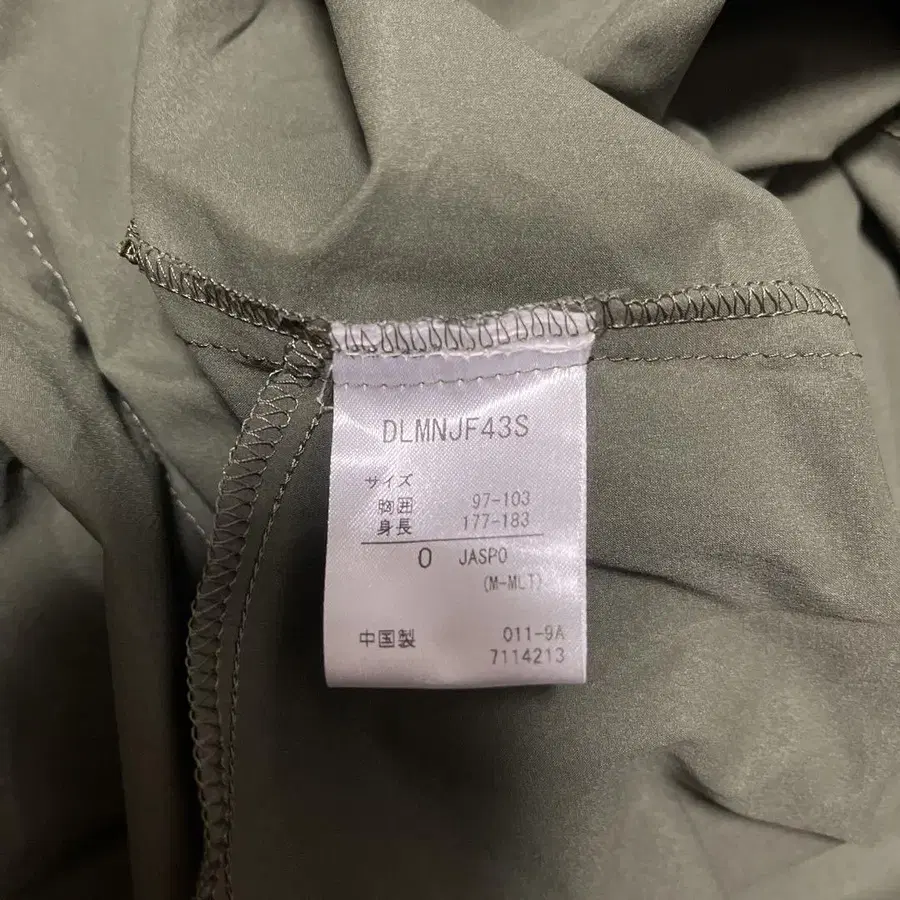 DLMNJF43S
サイズ
胸囲 97-103
身長 177-183
O JASPO
(M-MLT)
中国製 011-9A
7114213